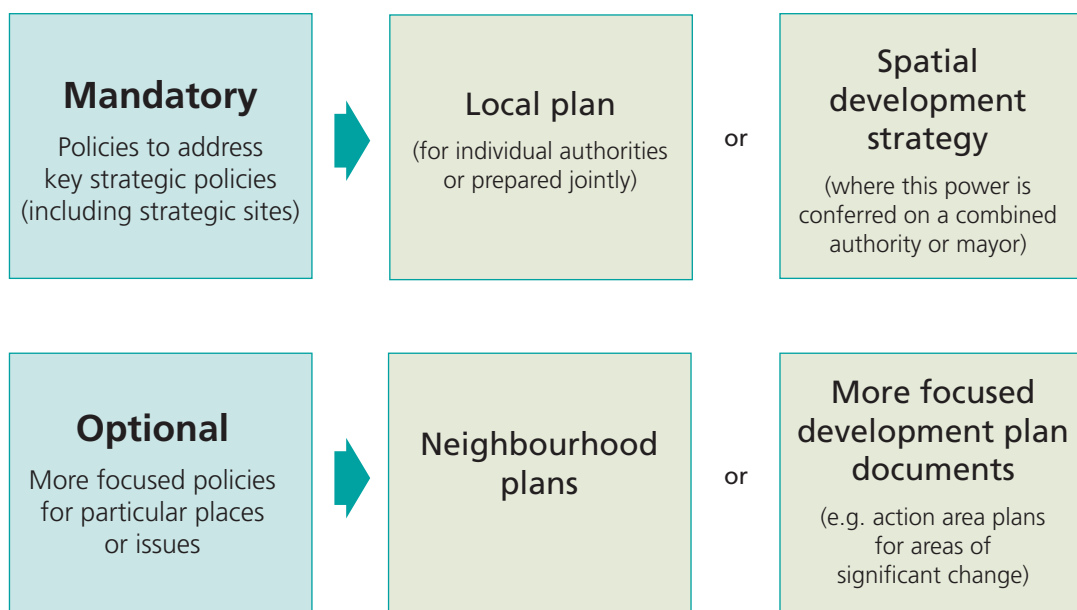 Mandatory
Policies to address
key strategic policies
(including strategic sites)
Local plan
(for individual authorities
or prepared jointly)
or
Spatial
development
strategy
(where this power is
conferred on a combined
authority or mayor)
Optional
More focused policies
for particular places
or issues
Neighbourhood
plans
or
More focused
development plan
documents
(e.g. action area plans
for areas of
significant change)